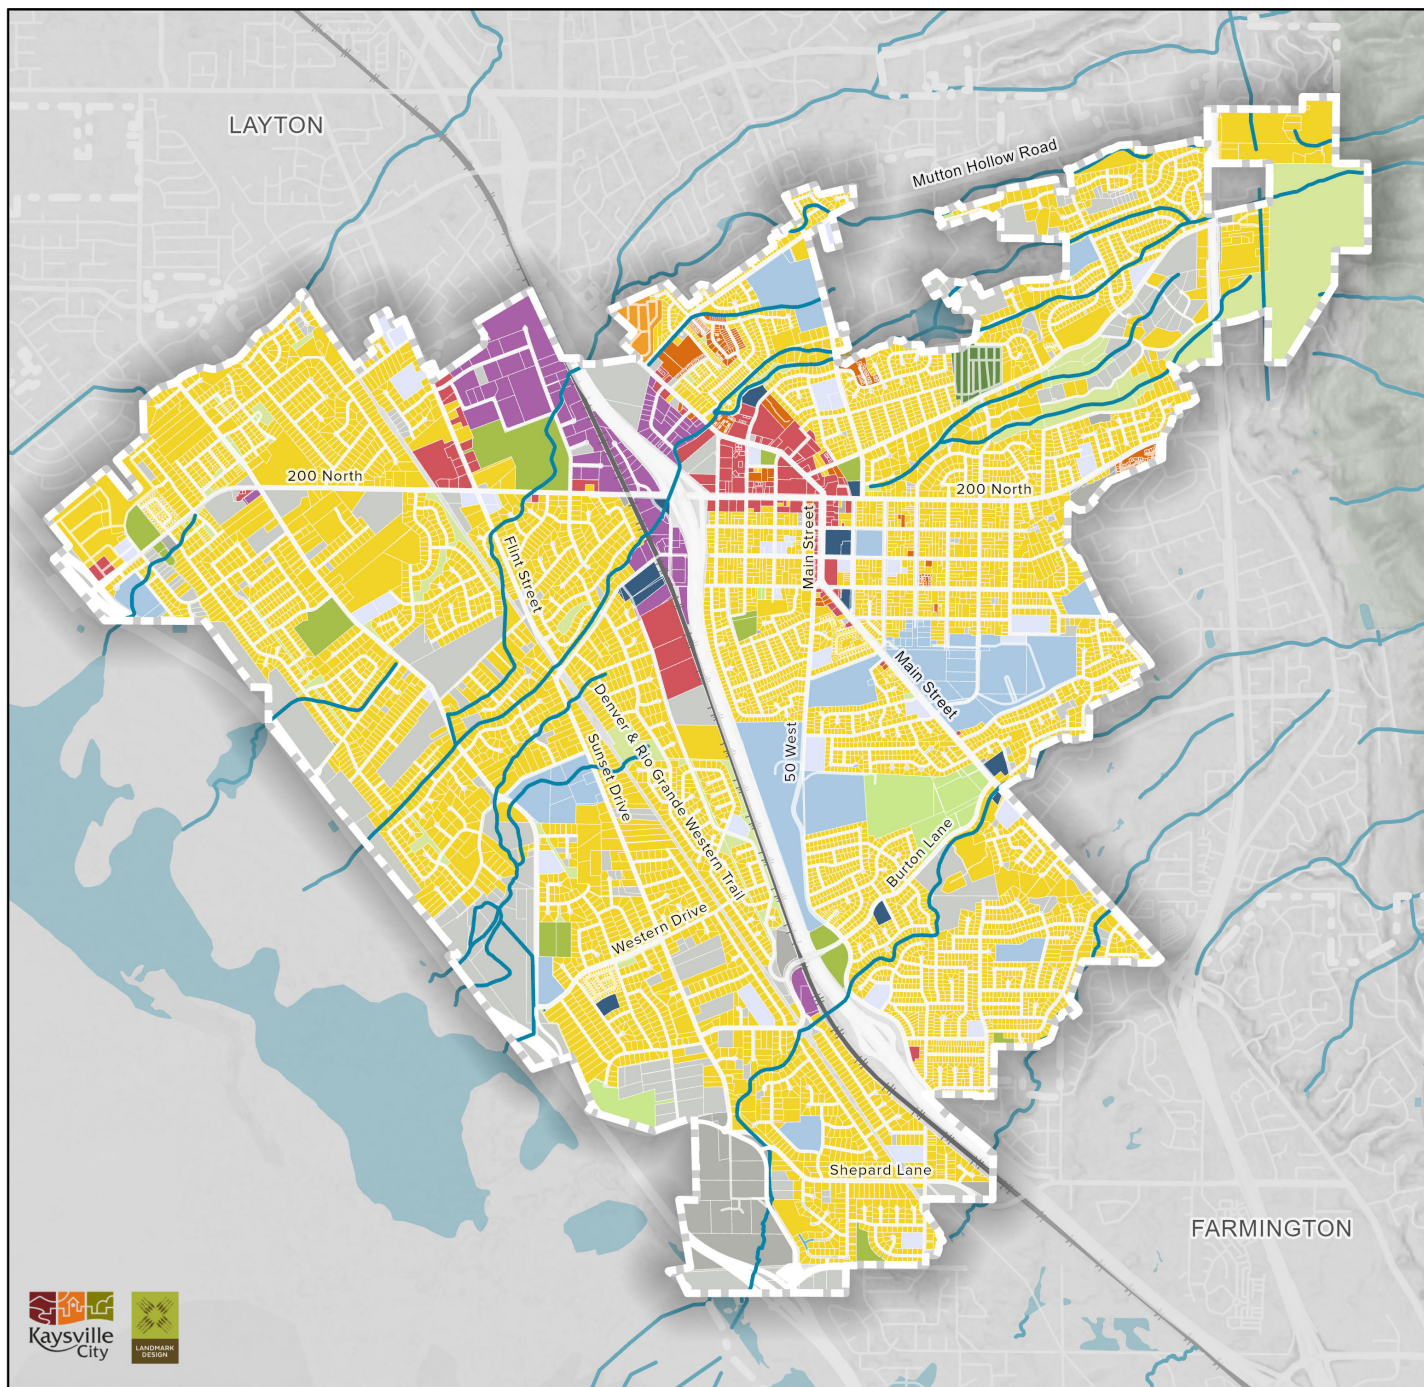 LAYTON
Mutton Hollow Road
200 North
200 North
Main Street
Flint Street
Main Street
Denver & Rio Grande Western Trail
Sunset Drive
50 West
Burton Lane
Western Drive
Shepard Lane
FARMINGTON
Kaysville
City
LANDMARK
DESIGN